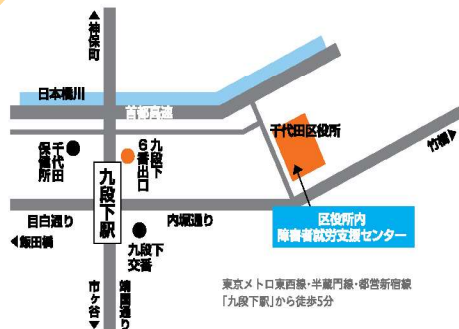 ▲神保町
日本橋川
首都高速
千代田区役所
竹橋▶
千代田
保健所
九段下
6番出口
九段下駅
目白通り
内堀通り
◀飯田橋
九段下
交番
区役所内
障害者就労支援センター
市ヶ谷▼
靖国通り
東京メトロ東西線・半蔵門線・都営新宿線
「九段下駅」から徒歩5分